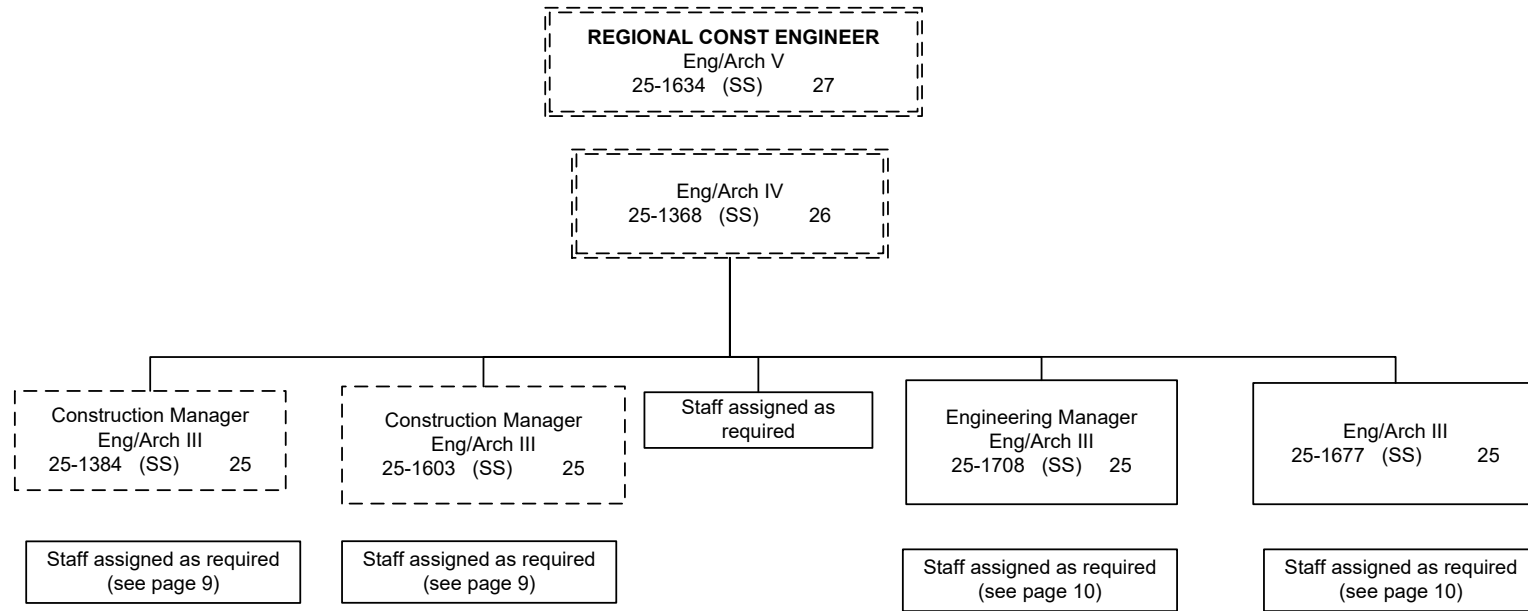 REGIONAL CONST ENGINEER
Eng/Arch V
25-1634 (SS) 27
Eng/Arch IV
25-1368 (SS) 26
Construction Manager
Eng/Arch III
25-1384 (SS) 25
Construction Manager
Eng/Arch III
25-1603 (SS) 25
Staff assigned as
required
Engineering Manager
Eng/Arch III
25-1708 (SS) 25
Eng/Arch III
25-1677 (SS) 25
Staff assigned as required
(see page 9)
Staff assigned as required
(see page 9)
Staff assigned as required
(see page 10)
Staff assigned as required
(see page 10)